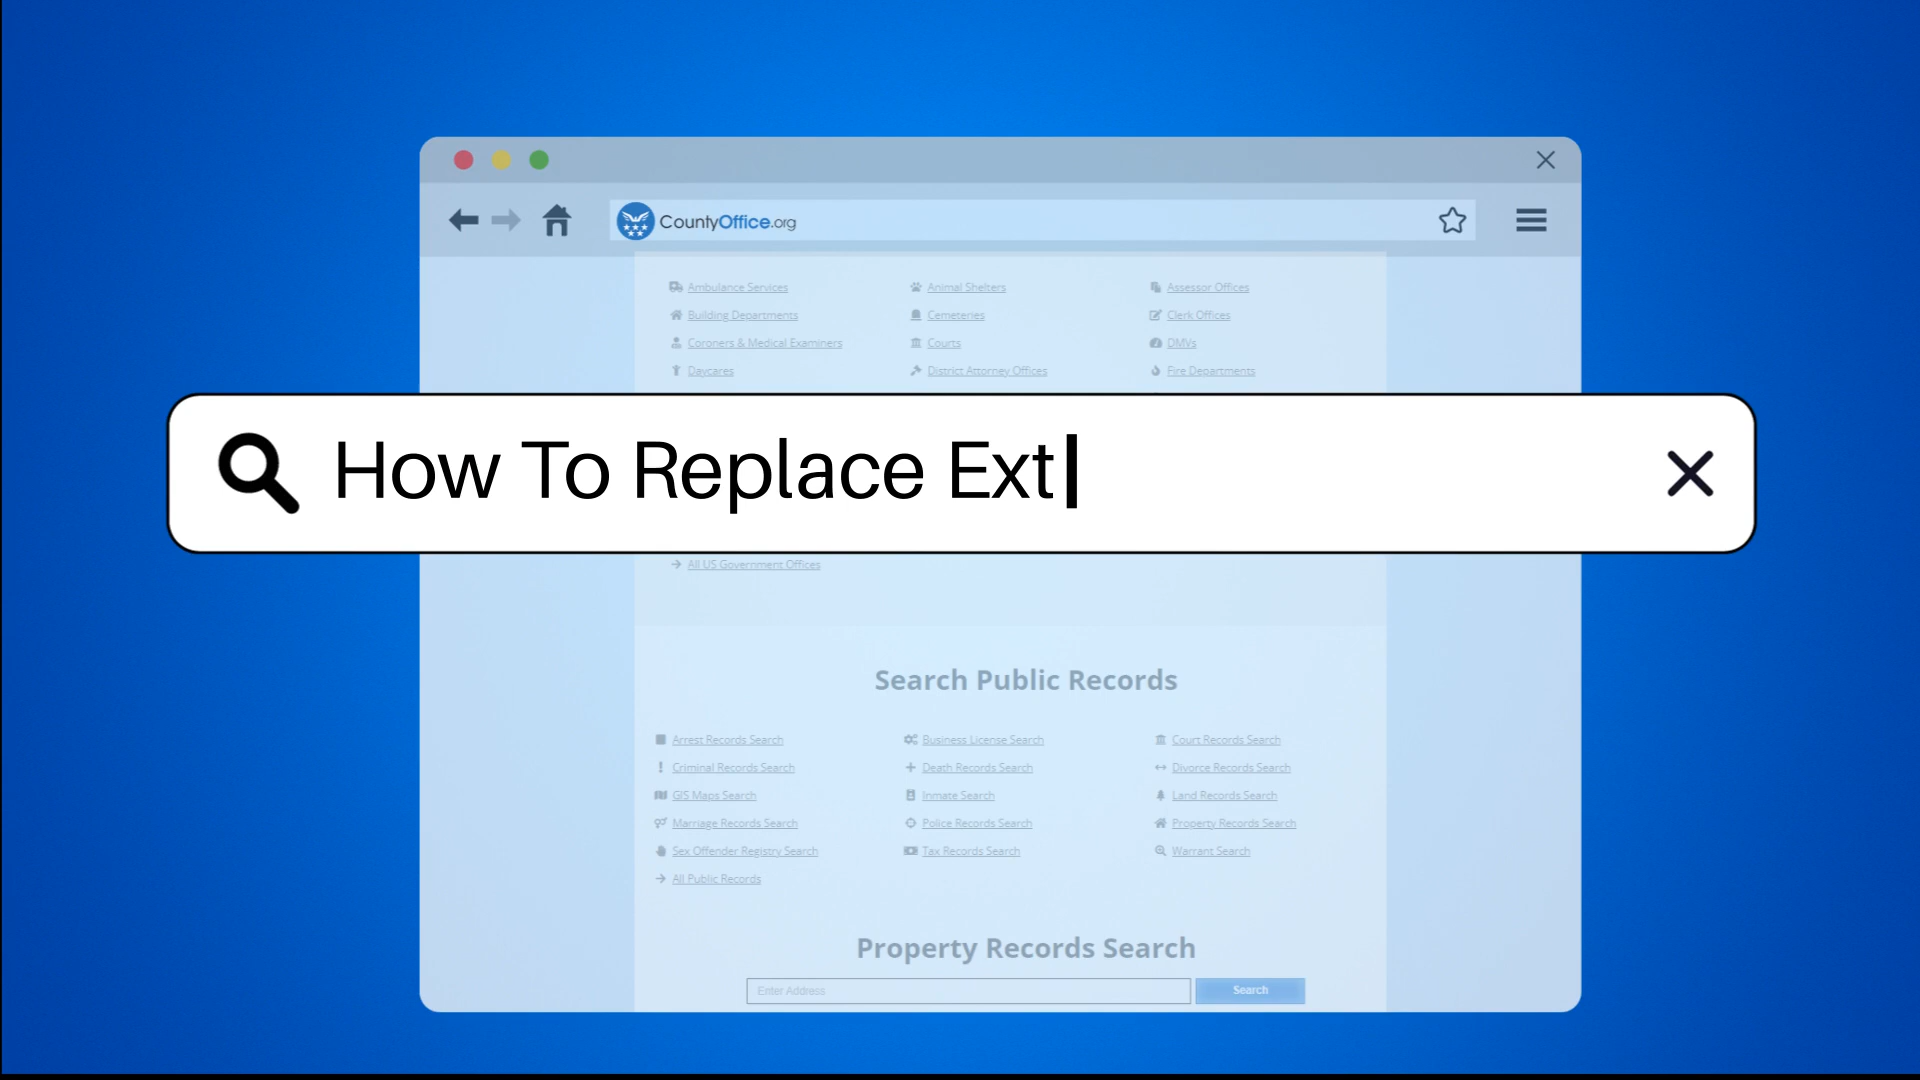 CountyOffice.org
Ambulance Services Animal Shelters Assessor Offices
Building Departments Cemeteries Clerk Offices
Coroners & Medical Examiners Courts DMVs
Daycares District Attorney Offices Fire Departments
How To Replace Ext
All US Government Offices
Search Public Records
Arrest Records Search Business License Search Court Records Search
Criminal Records Search Death Records Search Divorce Records Search
GIS Maps Search Inmate Search Land Records Search
Marriage Records Search Police Records Search Property Records Search
Sex Offender Registry Search Tax Records Search Warrant Search
All Public Records
Property Records Search
Enter Address Search